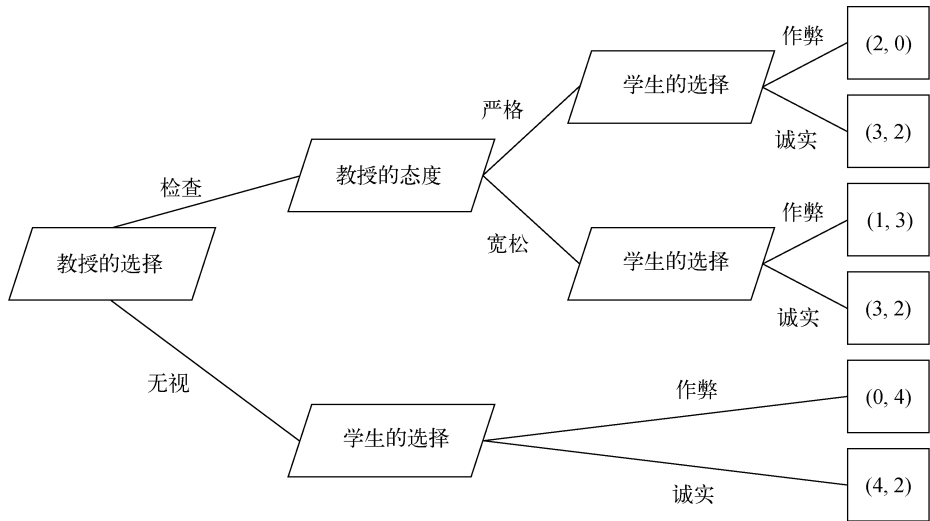 作弊
(2, 0)
学生的选择
严格
诚实
(3, 2)
教授的态度
检查
作弊
(1, 3)
宽松
学生的选择
教授的选择
诚实
(3, 2)
无视
作弊
(0, 4)
学生的选择
诚实
(4, 2)